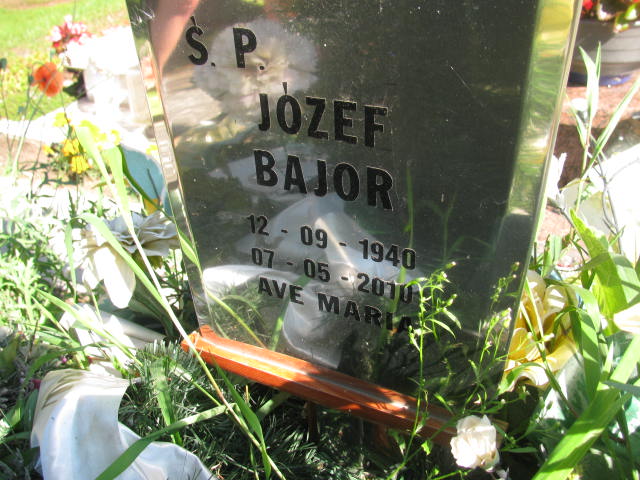 Ś. P.
JÓZEF
BAJOR
12 - 09 - 1940
07 - 05 - 2010
AVE MARIA